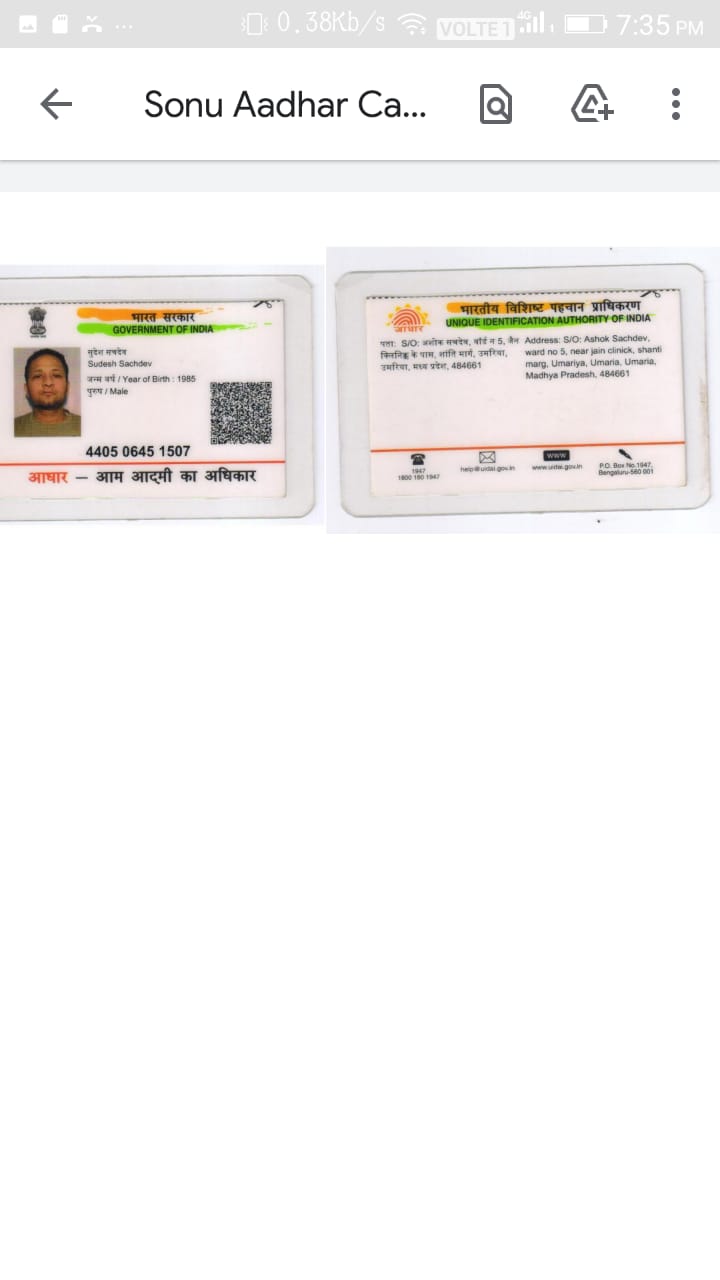 0.38Kb/s VOLTE 1 4G 7:35 PM
Sonu Aadhar Ca...
भारत सरकार
GOVERNMENT OF INDIA
सुदेश सचदेव
Sudesh Sachdev
जन्म वर्ष / Year of Birth : 1985
पुरुष / Male
4405 0645 1507
आधार — आम आदमी का अधिकार
भारतीय विशिष्ट पहचान प्राधिकरण
UNIQUE IDENTIFICATION AUTHORITY OF INDIA
आधार
पता: S/O: अशोक सचदेव, वॉर्ड न 5, जैन
क्लिनिक के पास, शांति मार्ग, उमरिया,
उमरिया, मध्य प्रदेश, 484661
Address: S/O: Ashok Sachdev,
ward no 5, near jain clinick, shanti
marg, Umariya, Umaria, Umaria,
Madhya Pradesh, 484661
1947
1800 180 1947
help@uidai.gov.in
www
www.uidai.gov.in
P.O. Box No.1947,
Bengaluru-560 001